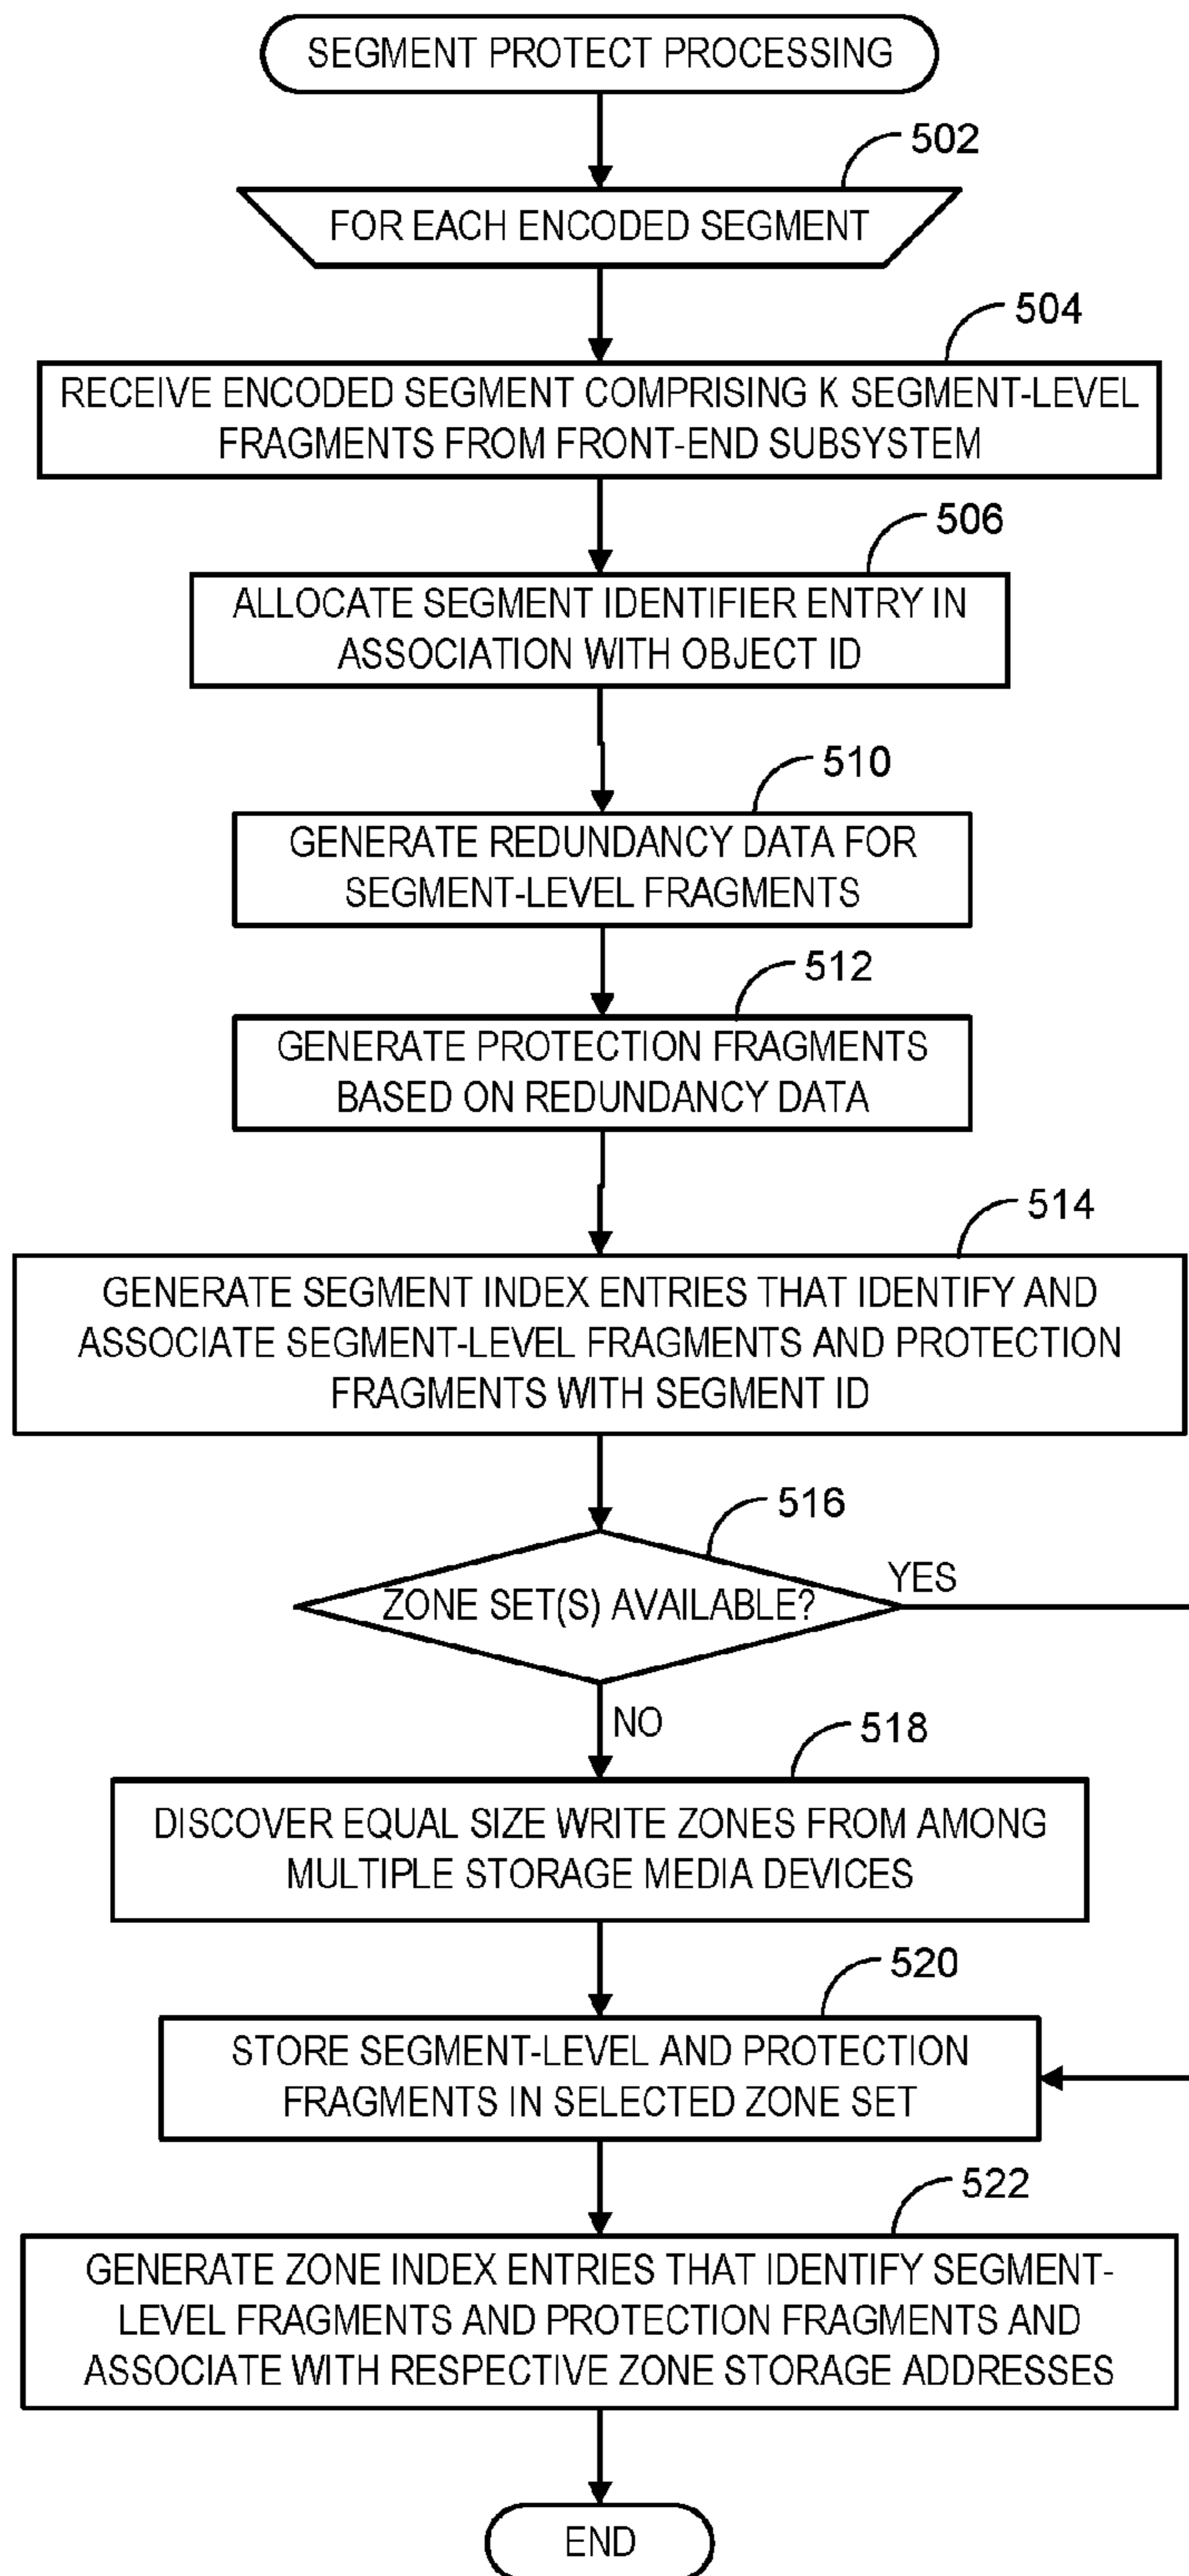 SEGMENT PROTECT PROCESSING
502
FOR EACH ENCODED SEGMENT
504
RECEIVE ENCODED SEGMENT COMPRISING K SEGMENT-LEVEL
FRAGMENTS FROM FRONT-END SUBSYSTEM
506
ALLOCATE SEGMENT IDENTIFIER ENTRY IN
ASSOCIATION WITH OBJECT ID
510
GENERATE REDUNDANCY DATA FOR
SEGMENT-LEVEL FRAGMENTS
512
GENERATE PROTECTION FRAGMENTS
BASED ON REDUNDANCY DATA
514
GENERATE SEGMENT INDEX ENTRIES THAT IDENTIFY AND
ASSOCIATE SEGMENT-LEVEL FRAGMENTS AND PROTECTION
FRAGMENTS WITH SEGMENT ID
516
ZONE SET(S) AVAILABLE?
YES
NO
518
DISCOVER EQUAL SIZE WRITE ZONES FROM AMONG
MULTIPLE STORAGE MEDIA DEVICES
520
STORE SEGMENT-LEVEL AND PROTECTION
FRAGMENTS IN SELECTED ZONE SET
522
GENERATE ZONE INDEX ENTRIES THAT IDENTIFY SEGMENT-
LEVEL FRAGMENTS AND PROTECTION FRAGMENTS AND
ASSOCIATE WITH RESPECTIVE ZONE STORAGE ADDRESSES
END